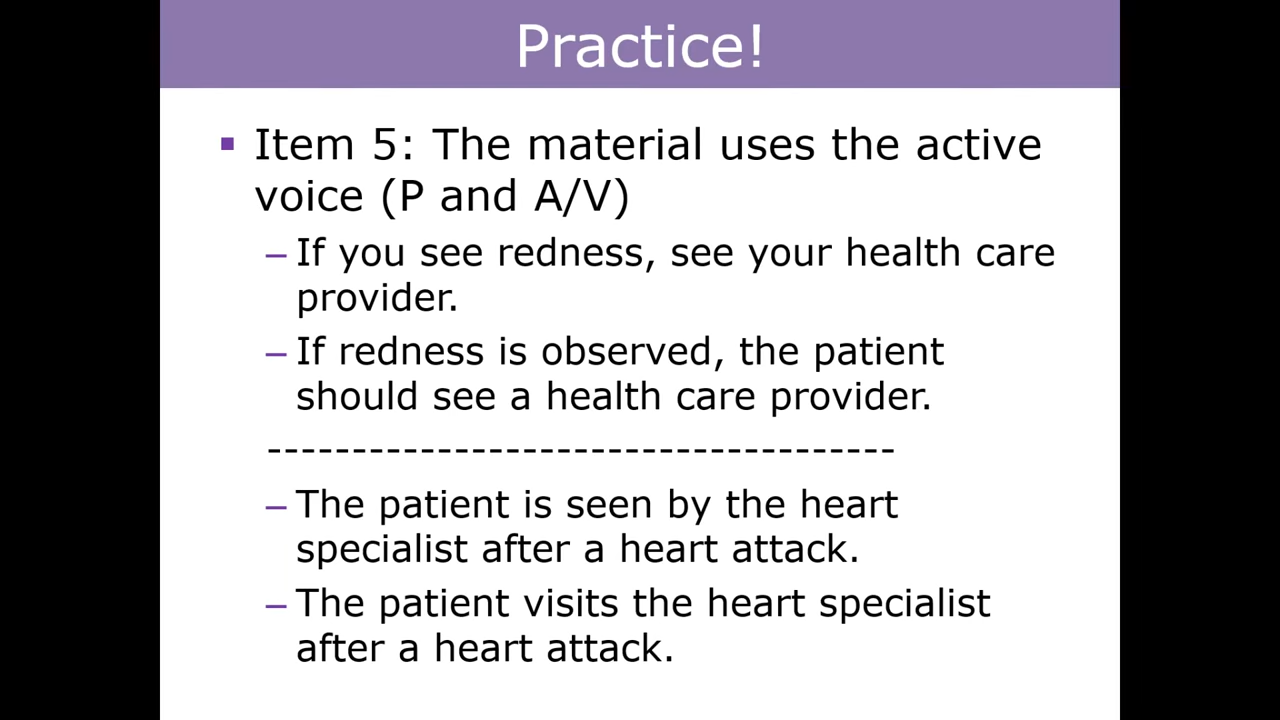 Practice!
▪ Item 5: The material uses the active
voice (P and A/V)
– If you see redness, see your health care
provider.
– If redness is observed, the patient
should see a health care provider.
-------------------------------------
– The patient is seen by the heart
specialist after a heart attack.
– The patient visits the heart specialist
after a heart attack.